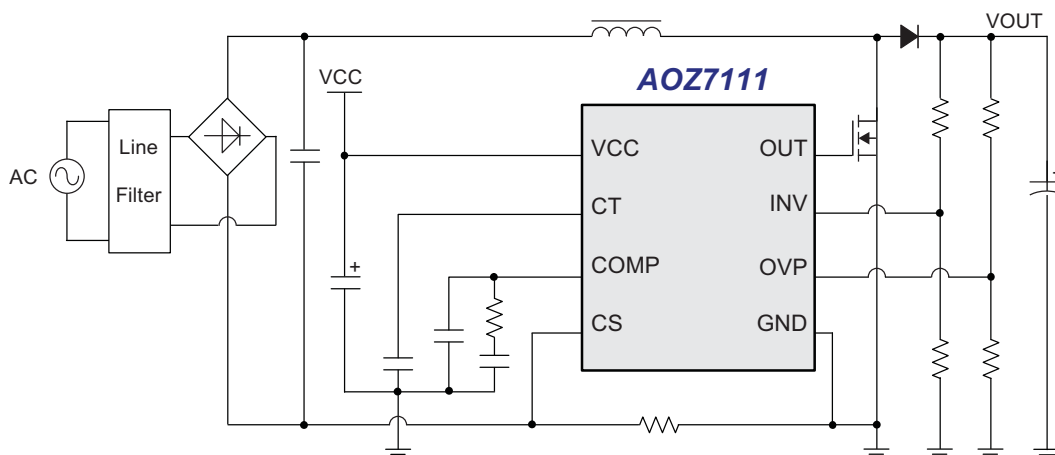 VOUT
AOZ7111
VCC
AC
Line
Filter
VCC
CT
COMP
CS
OUT
INV
OVP
GND
+
+